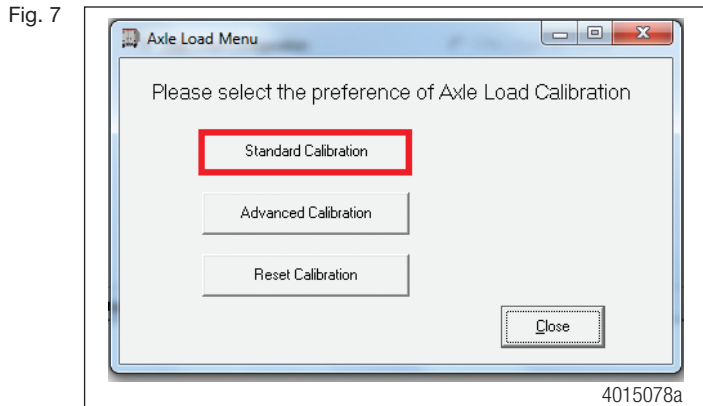 Fig. 7
Axle Load Menu
Please select the preference of Axle Load Calibration
Standard Calibration
Advanced Calibration
Reset Calibration
Close
4015078a